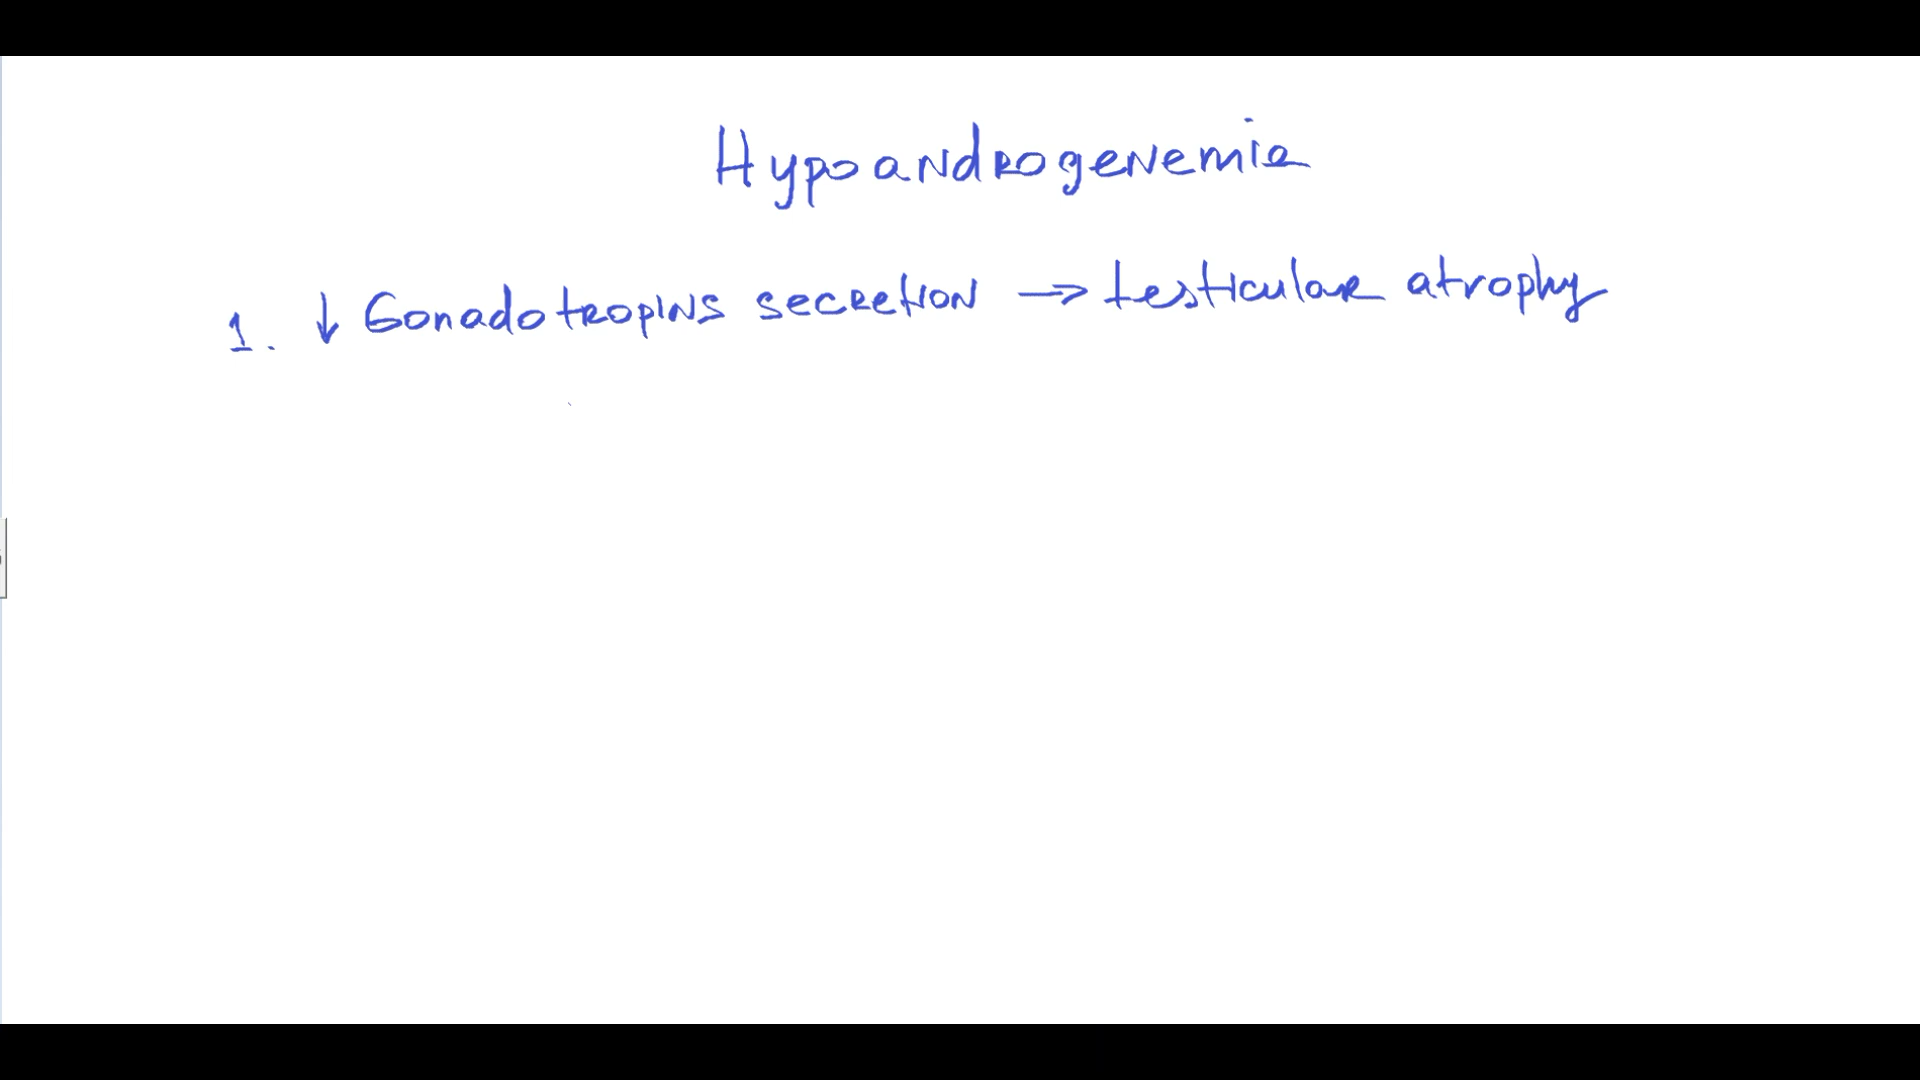 Hypoandrogenemia
1. ↓ Gonadotropins secretion → testicular atrophy